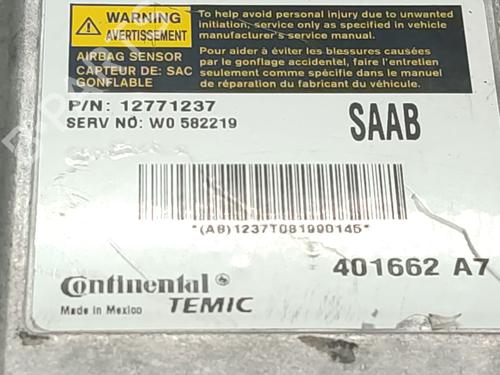 WARNING
AVERTISSEMENT
AIRBAG SENSOR
CAPTEUR DE: SAC
GONFLABLE
To help avoid personal injury due to unwanted
initiation, service only as specified in vehicle
manufacturer's service manual.
Pour aider à éviter les blessures causées
par le gonflage accidentel, faire l'entretien
seulement comme spécifié dans le manuel
de réparation du fabricant du véhicule.
P/N: 12771237
SERV NO: W0 582219
SAAB
*(AB)1237T081990145*
401662 A7
Continental
TEMIC
Made in Mexico